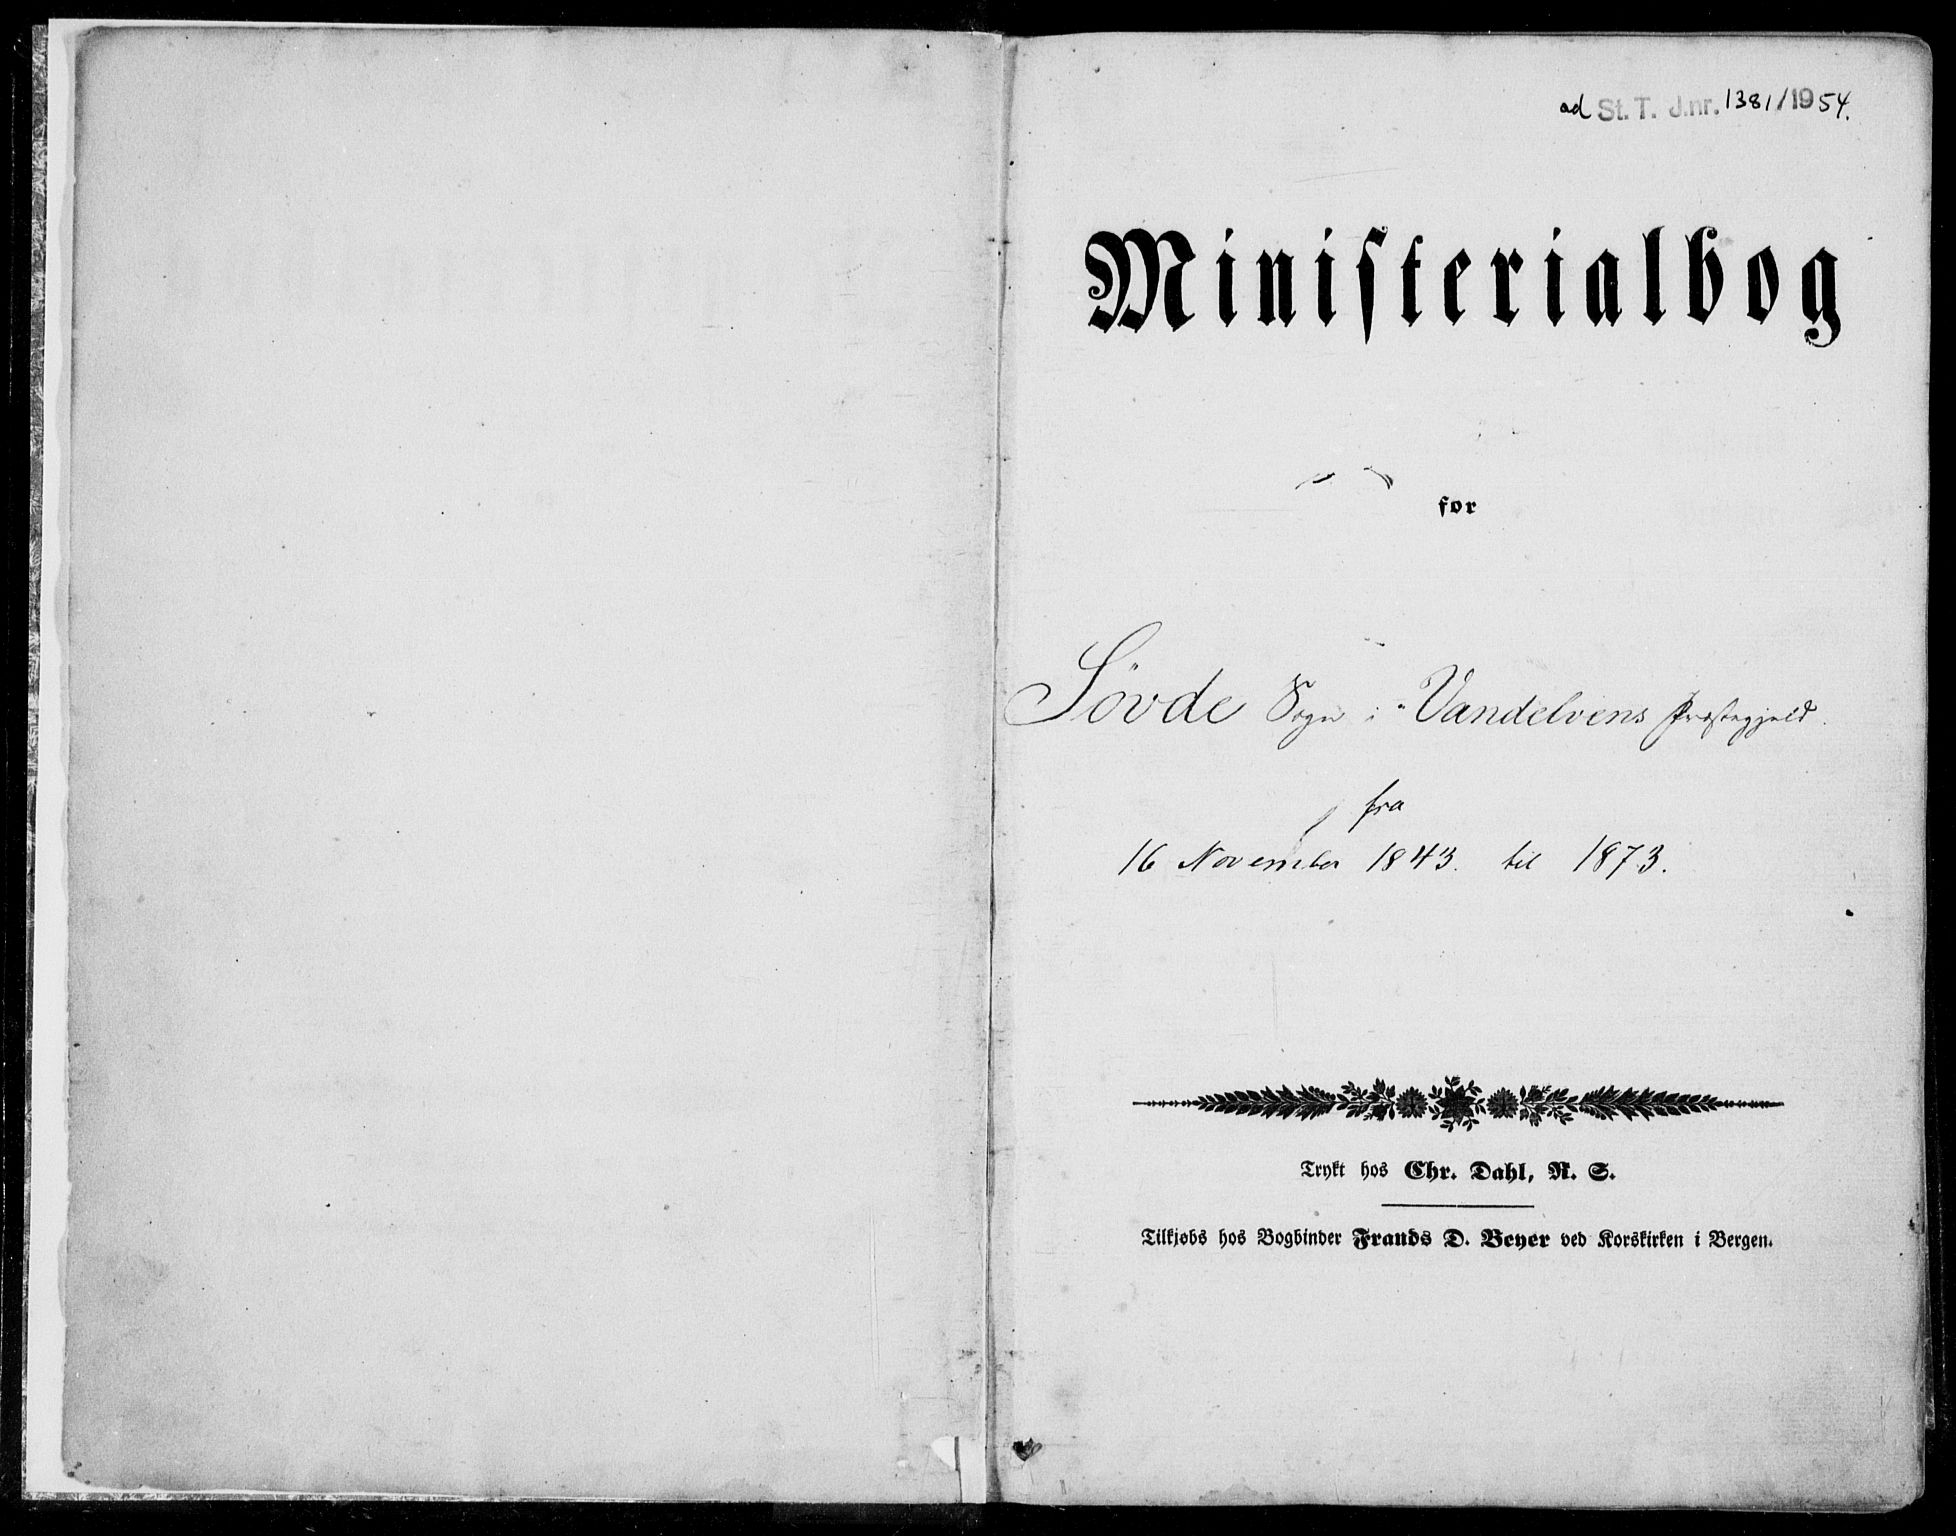 ad St. T. J.nr. 1381/1954.
Ministerialbog
for
Søvde Sogn i Vandelvens Præstegjeld.
fra
16 November 1843. til 1873.
Trykt hos Chr. Dahl, R. S.
Tilkjøbs hos Bogbinder Frands D. Beyer ved Korskirken i Bergen.